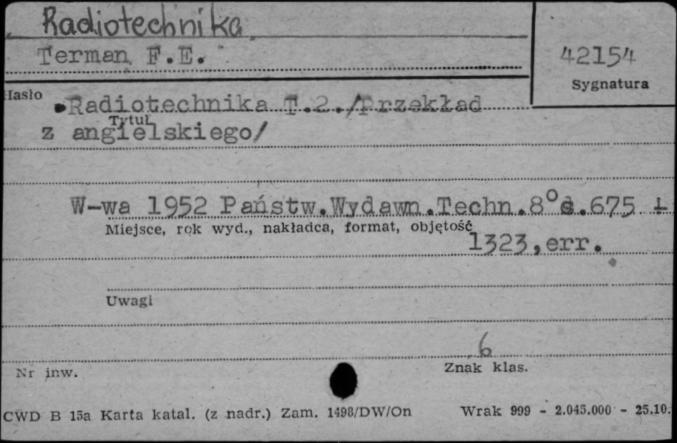 Radiotechnika
Terman F.E.
42154
Sygnatura
Hasło
Radiotechnika T.2./Przekład
Tytuł
z angielskiego/
W-wa 1952 Państw.Wydawn.Techn.8°s.675 +
Miejsce, rok wyd., nakładca, format, objętość
1323,err.
Uwagi
6
Nr inw.
Znak klas.
CWD B 15a Karta katal. (z nadr.) Zam. 1498/DW/On Wrak 999 - 2.045.000 - 25.10.